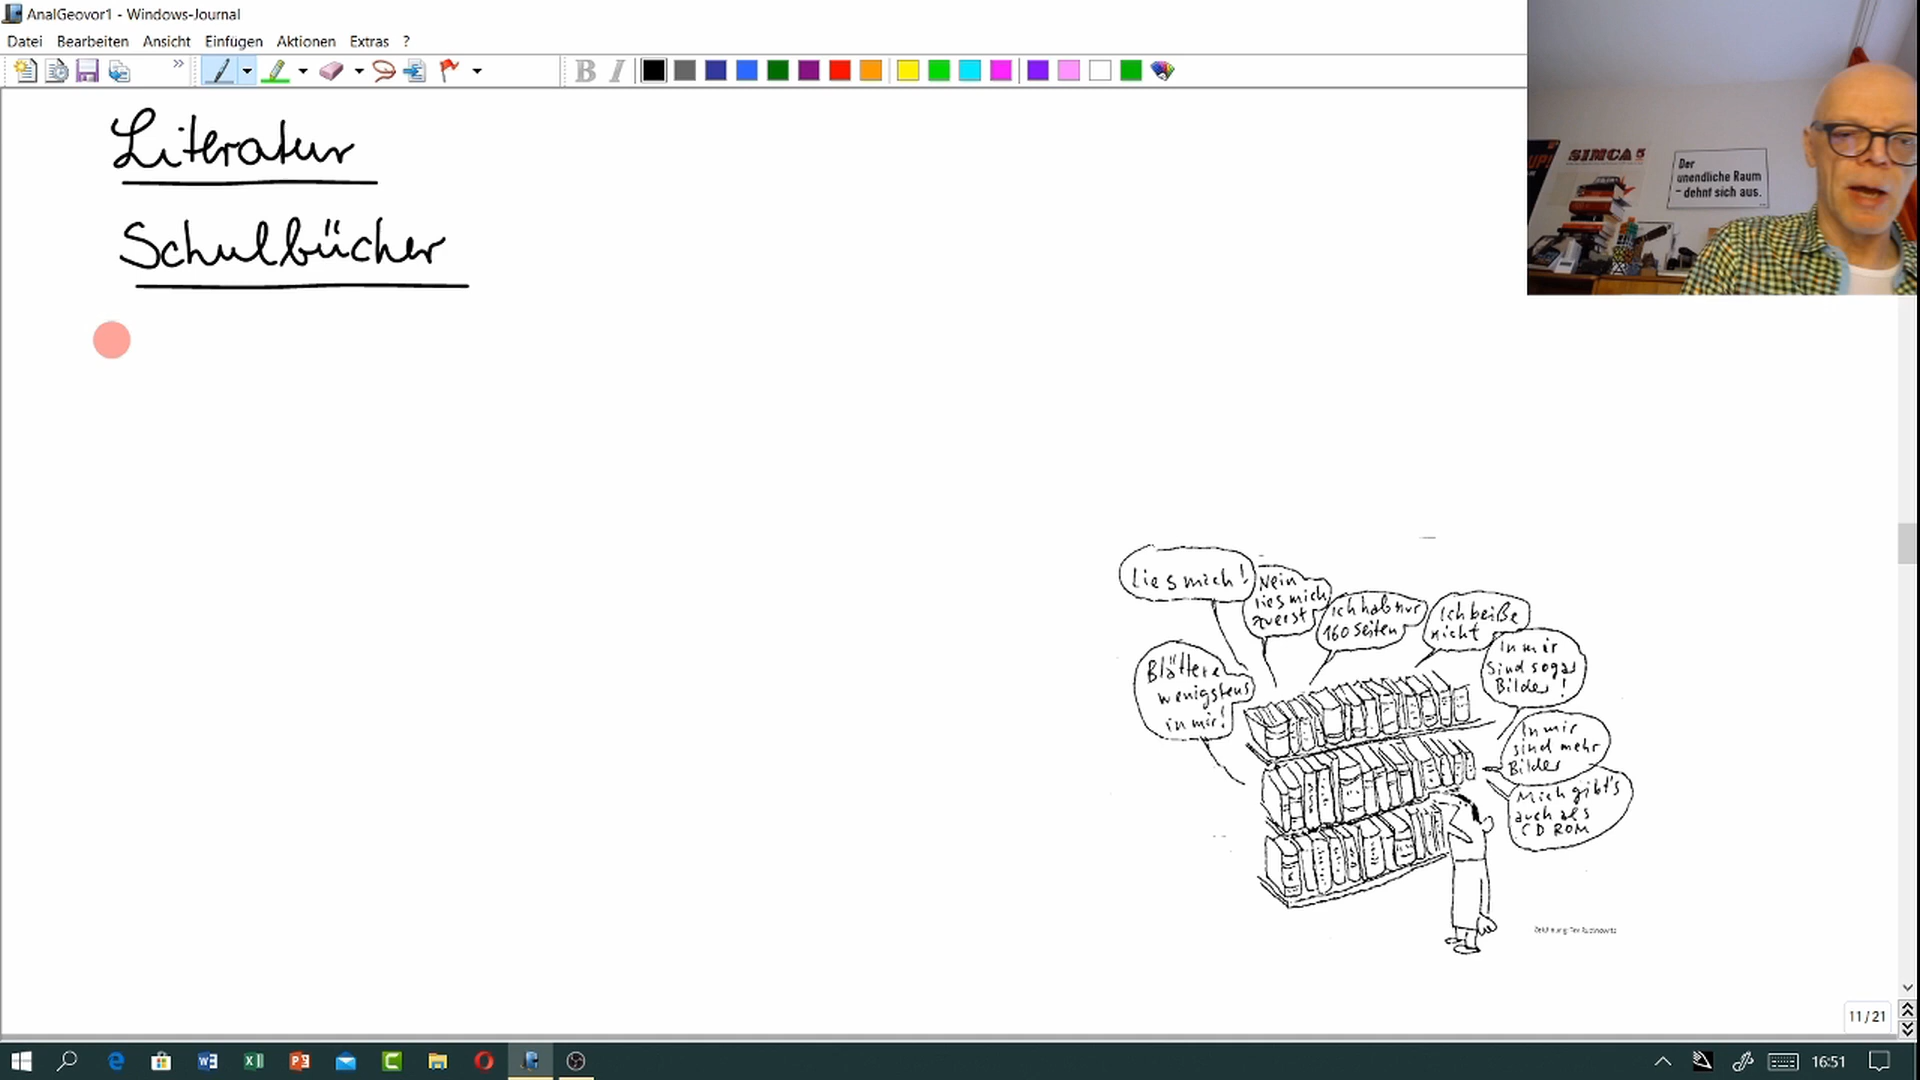 AnalGeovor1 - Windows-Journal
Datei Bearbeiten Ansicht Einfügen Aktionen Extras ?
B I
Literatur
Schulbücher
SIMCA 5
Der
unendliche Raum
– dehnt sich aus.
Lies mich!
Nein
lies mich
zuerst
Ich hab nur
160 Seiten
Ich beiße
nicht
In mir
sind sogar
Bilder!
Blättere
wenigstens
in mir!
In mir
sind mehr
Bilder
Mich gibt's
auch als
CD ROM
11/21
16:51